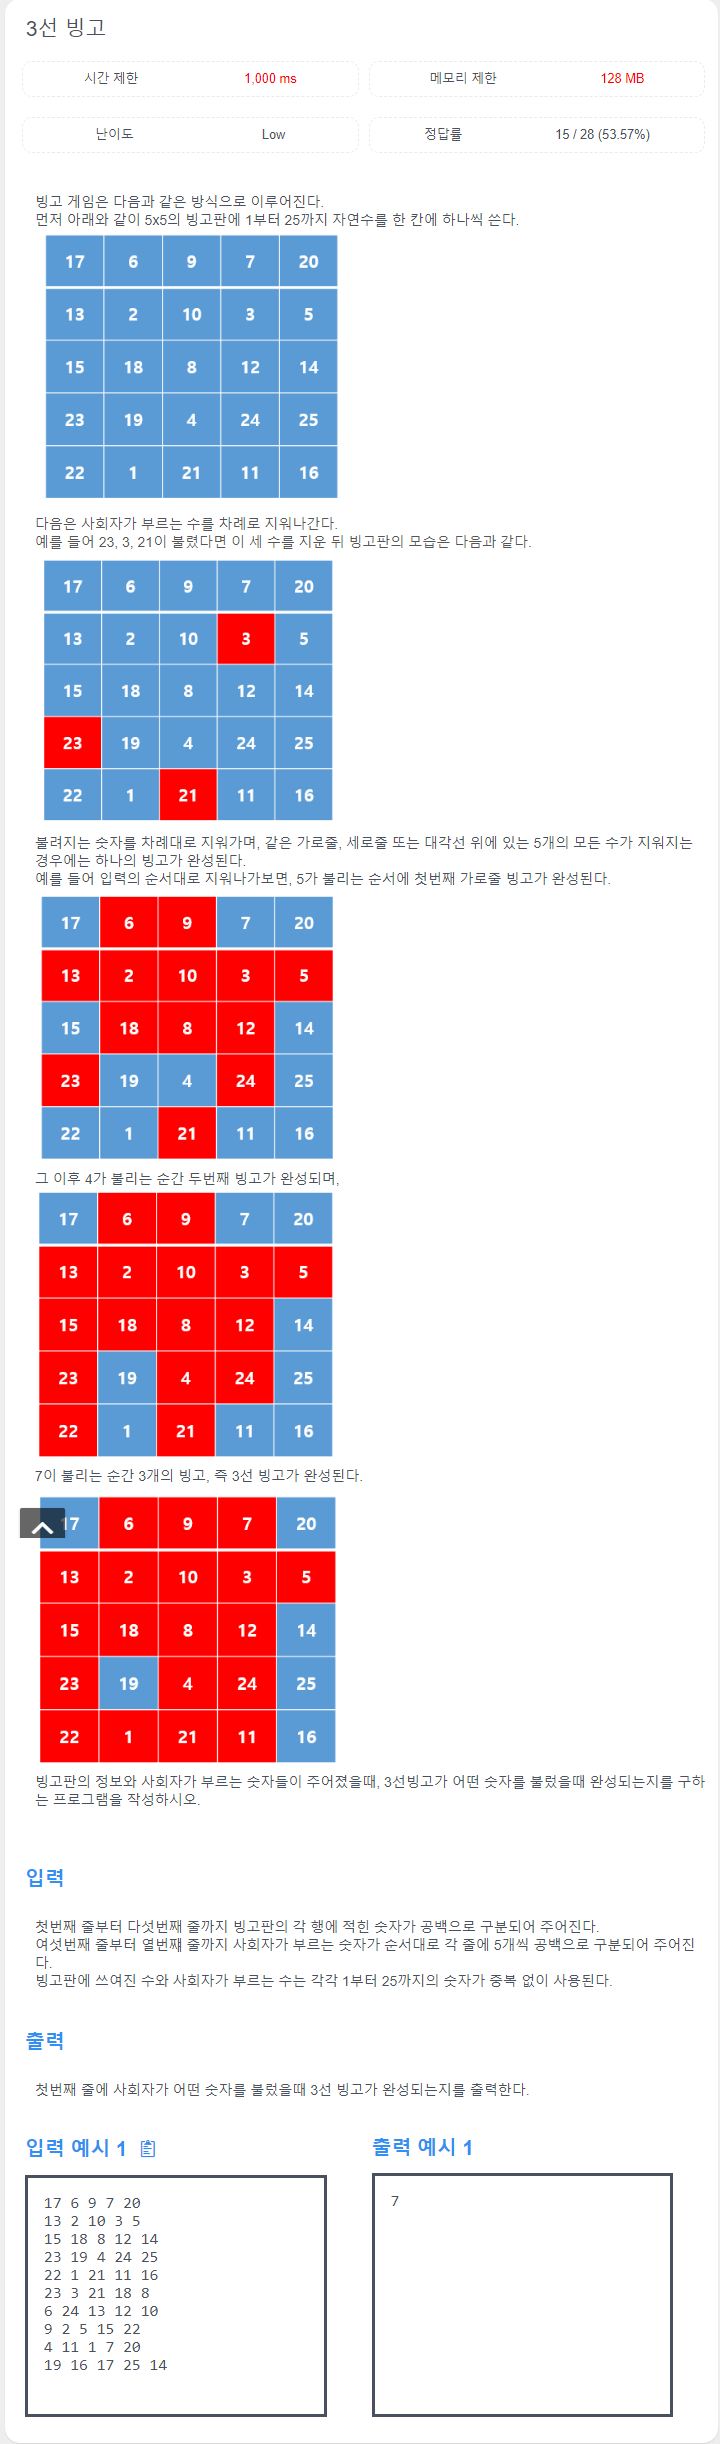 3선 빙고
시간 제한 1,000 ms 메모리 제한 128 MB
난이도 Low 정답률 15 / 28 (53.57%)
빙고 게임은 다음과 같은 방식으로 이루어진다.
먼저 아래와 같이 5x5의 빙고판에 1부터 25까지 자연수를 한 칸에 하나씩 쓴다.
17 6 9 7 20
13 2 10 3 5
15 18 8 12 14
23 19 4 24 25
22 1 21 11 16
다음은 사회자가 부르는 수를 차례로 지워나간다.
예를 들어 23, 3, 21이 불렸다면 이 세 수를 지운 뒤 빙고판의 모습은 다음과 같다.
17 6 9 7 20
13 2 10 3 5
15 18 8 12 14
23 19 4 24 25
22 1 21 11 16
불려지는 숫자를 차례대로 지워가며, 같은 가로줄, 세로줄 또는 대각선 위에 있는 5개의 모든 수가 지워지는
경우에는 하나의 빙고가 완성된다.
예를 들어 입력의 순서대로 지워나가보면, 5가 불리는 순서에 첫번째 가로줄 빙고가 완성된다.
17 6 9 7 20
13 2 10 3 5
15 18 8 12 14
23 19 4 24 25
22 1 21 11 16
그 이후 4가 불리는 순간 두번째 빙고가 완성되며,
17 6 9 7 20
13 2 10 3 5
15 18 8 12 14
23 19 4 24 25
22 1 21 11 16
7이 불리는 순간 3개의 빙고, 즉 3선 빙고가 완성된다.
17 6 9 7 20
13 2 10 3 5
15 18 8 12 14
23 19 4 24 25
22 1 21 11 16
빙고판의 정보와 사회자가 부르는 숫자들이 주어졌을때, 3선빙고가 어떤 숫자를 불렀을때 완성되는지를 구하
는 프로그램을 작성하시오.
입력
첫번째 줄부터 다섯번째 줄까지 빙고판의 각 행에 적힌 숫자가 공백으로 구분되어 주어진다.
여섯번째 줄부터 열번째 줄까지 사회자가 부르는 숫자가 순서대로 각 줄에 5개씩 공백으로 구분되어 주어진
다.
빙고판에 쓰여진 수와 사회자가 부르는 수는 각각 1부터 25까지의 숫자가 중복 없이 사용된다.
출력
첫번째 줄에 사회자가 어떤 숫자를 불렀을때 3선 빙고가 완성되는지를 출력한다.
입력 예시 1
17 6 9 7 20
13 2 10 3 5
15 18 8 12 14
23 19 4 24 25
22 1 21 11 16
23 3 21 18 8
6 24 13 12 10
9 2 5 15 22
4 11 1 7 20
19 16 17 25 14
출력 예시 1
7